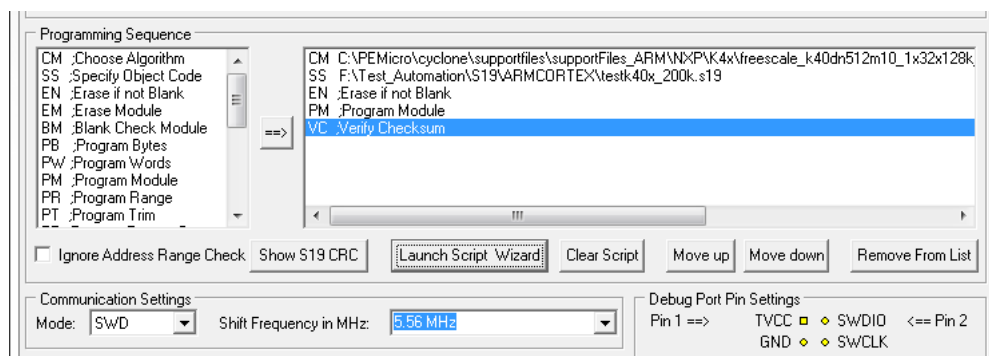 Programming Sequence
CM ;Choose Algorithm
SS ;Specify Object Code
EN ;Erase if not Blank
EM ;Erase Module
BM ;Blank Check Module
PB ;Program Bytes
PW ;Program Words
PM ;Program Module
PR ;Program Range
PT ;Program Trim
==>
CM C:\PEMicro\cyclone\supportfiles\supportFiles_ARM\NXP\K4x\freescale_k40dn512m10_1x32x128k_
SS F:\Test_Automation\S19\ARMCORTEX\testk40x_200k.s19
EN ;Erase if not Blank
PM ;Program Module
VC ;Verify Checksum
Ignore Address Range Check Show S19 CRC Launch Script Wizard Clear Script Move up Move down Remove From List
Communication Settings
Mode: SWD Shift Frequency in MHz: 5.56 MHz
Debug Port Pin Settings
Pin 1 ==> TVCC SWDIO <== Pin 2
GND SWCLK